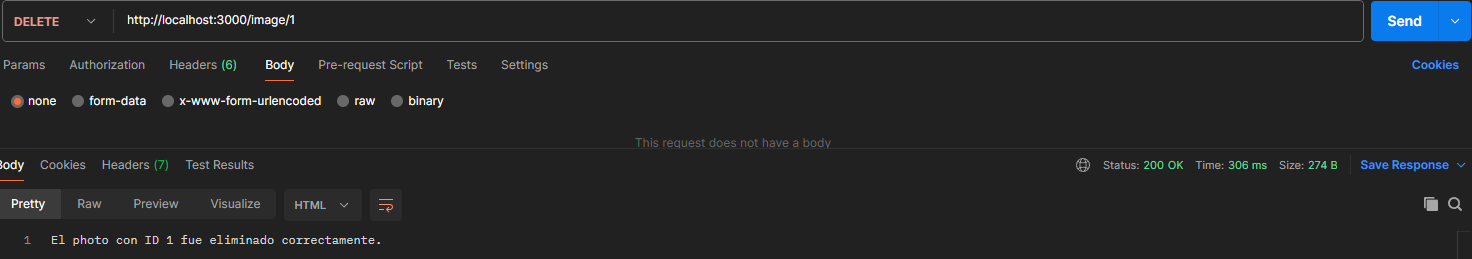 DELETE http://localhost:3000/image/1 Send
Params Authorization Headers (6) Body Pre-request Script Tests Settings Cookies
none form-data x-www-form-urlencoded raw binary
This request does not have a body
Body Cookies Headers (7) Test Results Status: 200 OK Time: 306 ms Size: 274 B Save Response
Pretty Raw Preview Visualize HTML
1 El photo con ID 1 fue eliminado correctamente.